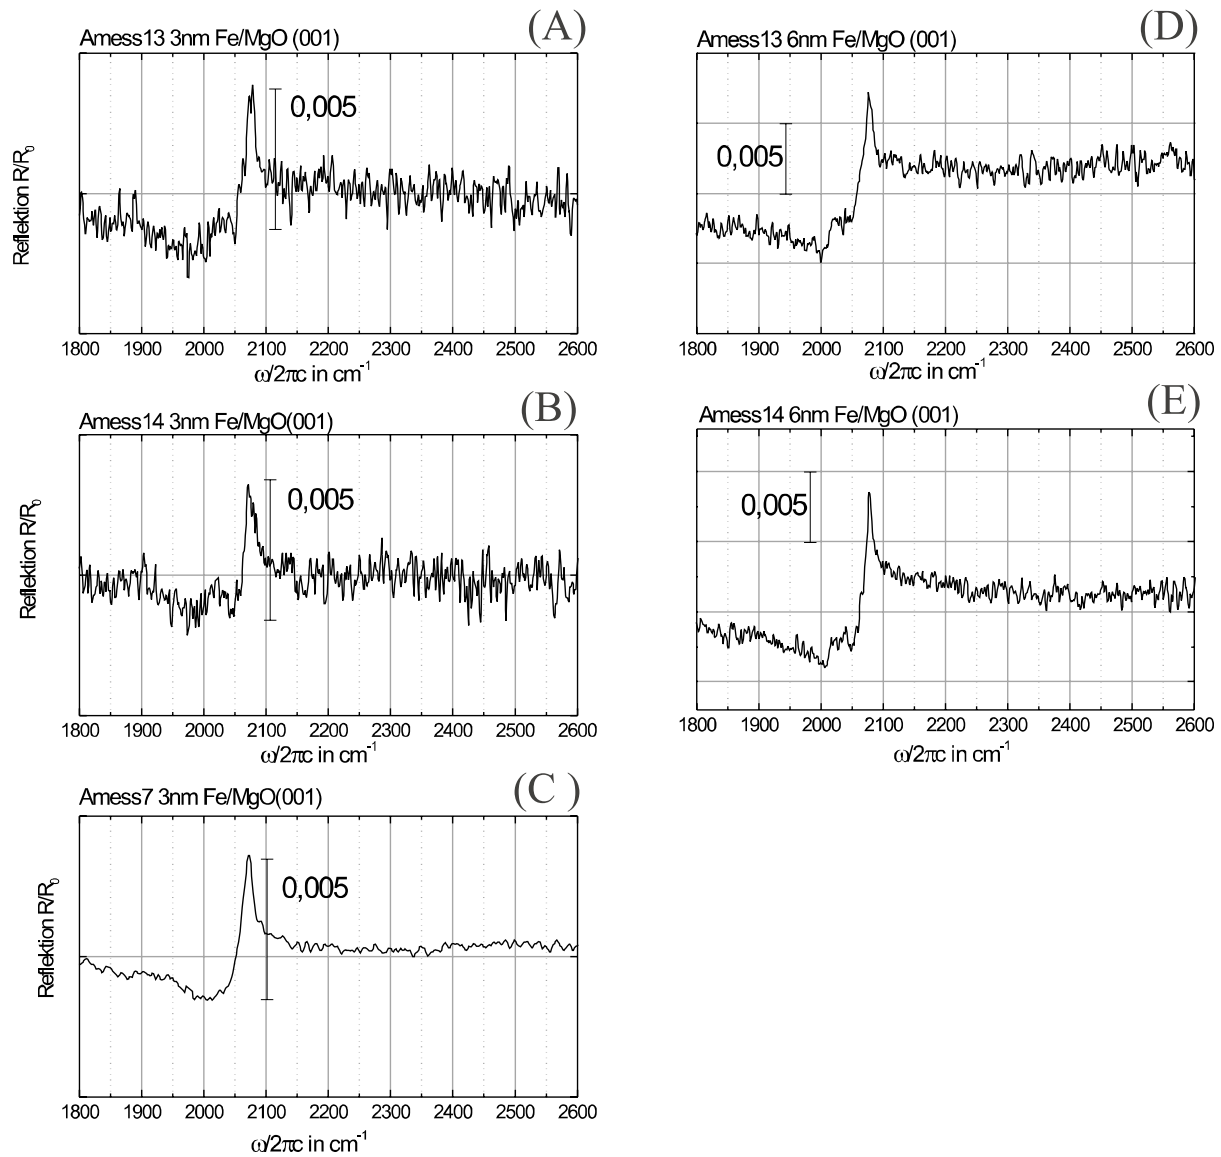 (A)
Amess13 3nm Fe/MgO (001)
0,005
Reflektion R/R₀
1800 1900 2000 2100 2200 2300 2400 2500 2600
ω/2πc in cm⁻¹
(B)
Amess14 3nm Fe/MgO(001)
0,005
Reflektion R/R₀
1800 1900 2000 2100 2200 2300 2400 2500 2600
ω/2πc in cm⁻¹
(C )
Amess7 3nm Fe/MgO(001)
0,005
Reflektion R/R₀
1800 1900 2000 2100 2200 2300 2400 2500 2600
ω/2πc in cm⁻¹
(D)
Amess13 6nm Fe/MgO (001)
0,005
1800 1900 2000 2100 2200 2300 2400 2500 2600
ω/2πc in cm⁻¹
(E)
Amess14 6nm Fe/MgO (001)
0,005
1800 1900 2000 2100 2200 2300 2400 2500 2600
ω/2πc in cm⁻¹